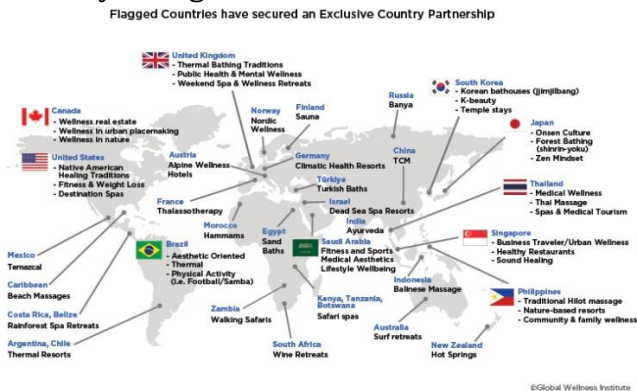 Flagged Countries have secured an Exclusive Country Partnership
United Kingdom
- Thermal Bathing Traditions
- Public Health & Mental Wellness
- Weekend Spa & Wellness Retreats
Canada
- Wellness real estate
- Wellness in urban placemaking
- Wellness in nature
United States
- Native American
Healing Traditions
- Fitness & Weight Loss
- Destination Spas
Norway
Nordic
Wellness
Finland
Sauna
Russia
Banya
South Korea
- Korean bathouses (jjimjilbang)
- K-beauty
- Temple stays
Japan
- Onsen Culture
- Forest Bathing
(shinrin-yoku)
- Zen Mindset
Austria
Alpine Wellness
Hotels
Germany
Climatic Health Resorts
China
TCM
Türkiye
Turkish Baths
France
Thalassotherapy
Israel
Dead Sea Spa Resorts
Thailand
- Medical Wellness
- Thai Massage
- Spas & Medical Tourism
India
Ayurveda
Morocco
Hammams
Egypt
Sand
Baths
Saudi Arabia
Fitness and Sports
Medical Aesthetics
Lifestyle Wellbeing
Singapore
- Business Traveler/Urban Wellness
- Healthy Restaurants
- Sound Healing
Brazil
- Aesthetic Oriented
- Thermal
- Physical Activity
(i.e. Football/Samba)
Mexico
Temazcal
Caribbean
Beach Massages
Costa Rica, Belize
Rainforest Spa Retreats
Argentina, Chile
Thermal Resorts
Zambia
Walking Safaris
Kenya, Tanzania,
Botswana
Safari spas
South Africa
Wine Retreats
Indonesia
Balinese Massage
Philippines
- Traditional Hilot massage
- Nature-based resorts
- Community & family wellness
Australia
Surf retreats
New Zealand
Hot Springs
©Global Wellness Institute